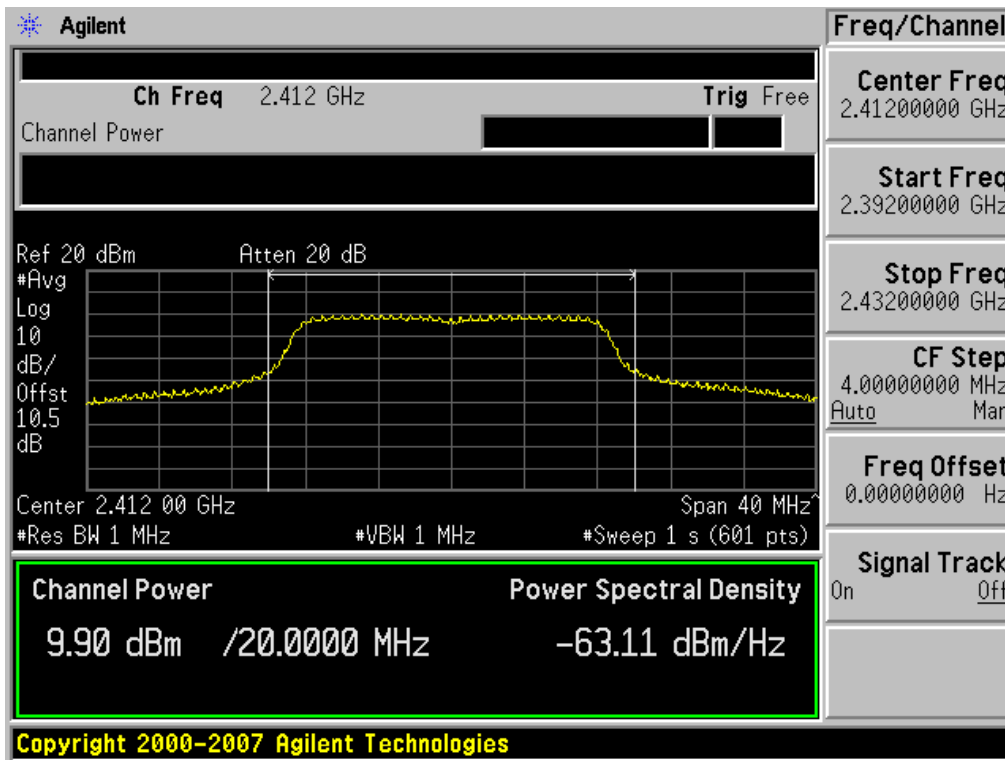 Agilent
Freq/Channel
Ch Freq 2.412 GHz Trig Free
Channel Power
Center Freq
2.41200000 GHz
Start Freq
2.39200000 GHz
Stop Freq
2.43200000 GHz
CF Step
4.00000000 MHz
Auto Man
Freq Offset
0.00000000 Hz
Signal Track
On Off
Ref 20 dBm Atten 20 dB
#Avg
Log
10
dB/
Offst
10.5
dB
Center 2.412 00 GHz Span 40 MHz^
#Res BW 1 MHz #VBW 1 MHz #Sweep 1 s (601 pts)
Channel Power Power Spectral Density
9.90 dBm /20.0000 MHz -63.11 dBm/Hz
Copyright 2000-2007 Agilent Technologies